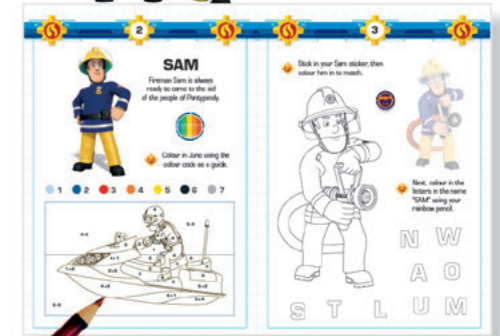 2
SAM
Fireman Sam is always
ready to come to the aid
of the people of Pontypandy.
Colour in Juno using the
colour code as a guide.
1 2 3 4 5 6 7
3
Stick in your Sam sticker, then
colour him in to match.
Next, colour in the
letters in the name
"SAM" using your
rainbow pencil.
N W
A O
S T L U M